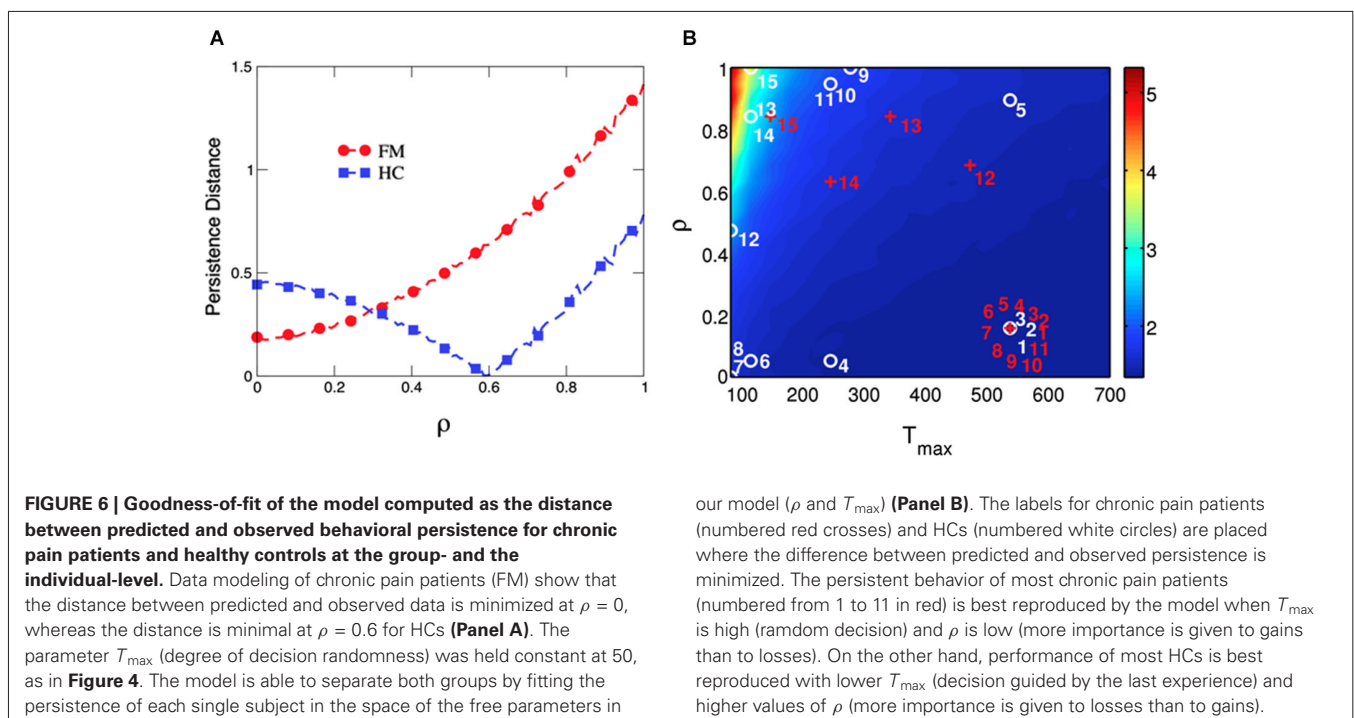 A
1.5
1
0.5
0
Persistence Distance
FM
HC
0 0.2 0.4 0.6 0.8 1
ρ
B
1
0.8
0.6
0.4
0.2
0
ρ
15
13
14
15
11 10
9
13
5
14
12
12
6 5 4
3 3 2
7 2 1
8 1 11
9 10
8
7 6
4
100 200 300 400 500 600 700
T_max
5
4
3
2
FIGURE 6 | Goodness-of-fit of the model computed as the distance
between predicted and observed behavioral persistence for chronic
pain patients and healthy controls at the group- and the
individual-level. Data modeling of chronic pain patients (FM) show that
the distance between predicted and observed data is minimized at ρ = 0,
whereas the distance is minimal at ρ = 0.6 for HCs (Panel A). The
parameter T_max (degree of decision randomness) was held constant at 50,
as in Figure 4. The model is able to separate both groups by fitting the
persistence of each single subject in the space of the free parameters in
our model (ρ and T_max) (Panel B). The labels for chronic pain patients
(numbered red crosses) and HCs (numbered white circles) are placed
where the difference between predicted and observed persistence is
minimized. The persistent behavior of most chronic pain patients
(numbered from 1 to 11 in red) is best reproduced by the model when T_max
is high (ramdom decision) and ρ is low (more importance is given to gains
than to losses). On the other hand, performance of most HCs is best
reproduced with lower T_max (decision guided by the last experience) and
higher values of ρ (more importance is given to losses than to gains).